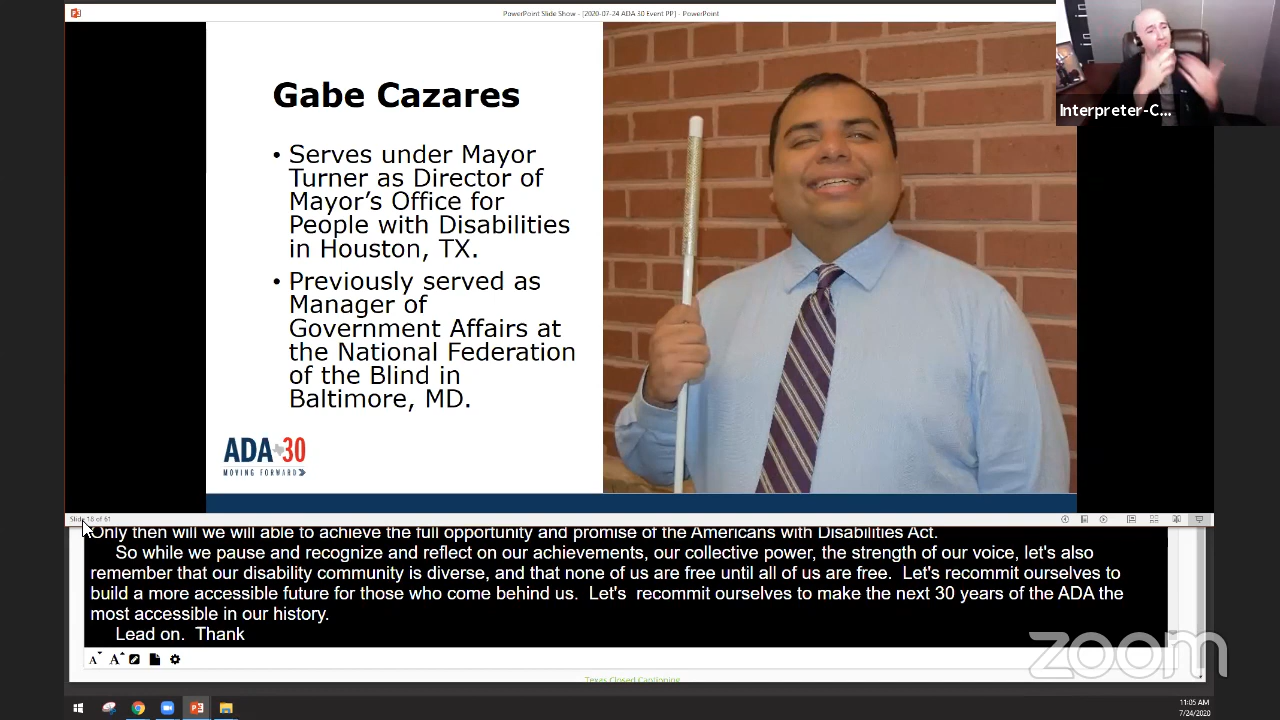 PowerPoint Slide Show - [2020-07-24 ADA 30 Event PP] - PowerPoint
Interpreter-C...
Gabe Cazares
• Serves under Mayor
Turner as Director of
Mayor's Office for
People with Disabilities
in Houston, TX.
• Previously served as
Manager of
Government Affairs at
the National Federation
of the Blind in
Baltimore, MD.
ADA 30
MOVING FORWARD
Slide 18 of 61
Only then will we will able to achieve the full opportunity and promise of the Americans with Disabilities Act.
So while we pause and recognize and reflect on our achievements, our collective power, the strength of our voice, let's also
remember that our disability community is diverse, and that none of us are free until all of us are free. Let's recommit ourselves to
build a more accessible future for those who come behind us. Let's recommit ourselves to make the next 30 years of the ADA the
most accessible in our history.
Lead on. Thank
zoom
A A
Texas Closed Captioning
11:05 AM
7/24/2020